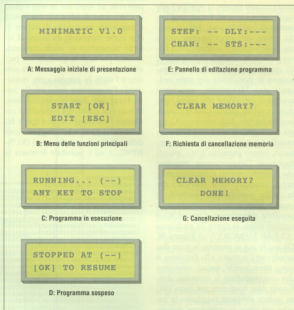 MINIMATIC V1.0
A: Messaggio iniziale di presentazione
START [OK]
EDIT [ESC]
B: Menu delle funzioni principali
RUNNING... (--)
ANY KEY TO STOP
C: Programma in esecuzione
STOPPED AT (--)
[OK] TO RESUME
D: Programma sospeso
STEP: -- DLY:---
CHAN: -- STS:---
E: Pannello di editazione programma
CLEAR MEMORY?
F: Richiesta di cancellazione memoria
CLEAR MEMORY?
DONE!
G: Cancellazione eseguita